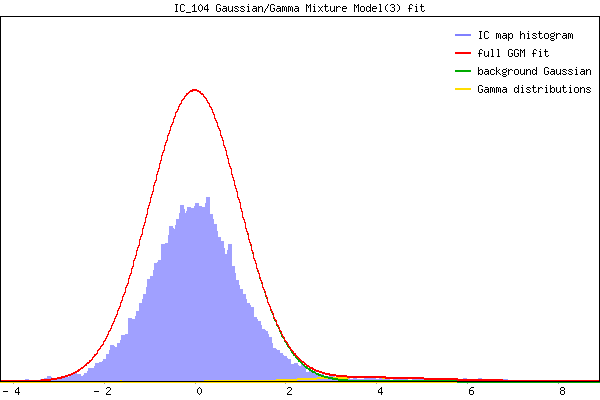 IC_104 Gaussian/Gamma Mixture Model(3) fit
IC map histogram
full GGM fit
background Gaussian
Gamma distributions
-4 -2 0 2 4 6 8